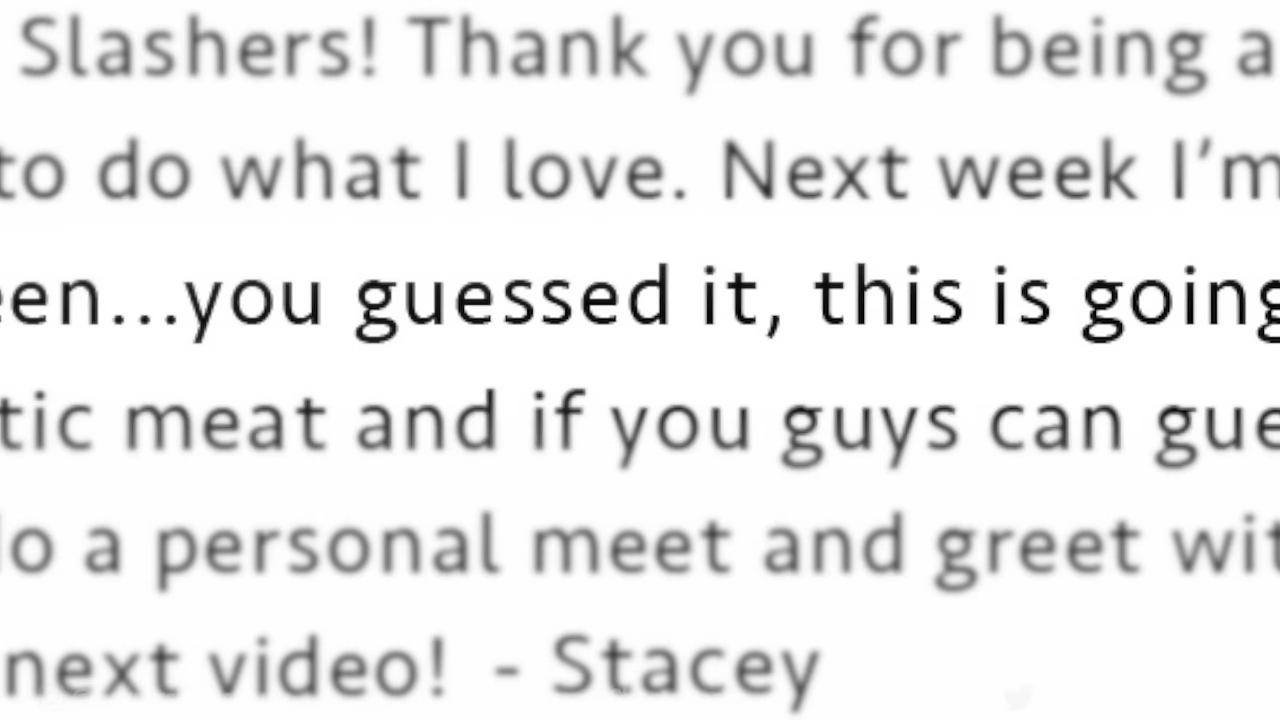 Slashers! Thank you for being a
to do what I love. Next week I'm
een...you guessed it, this is going
tic meat and if you guys can gue
do a personal meet and greet wit
next video! - Stacey